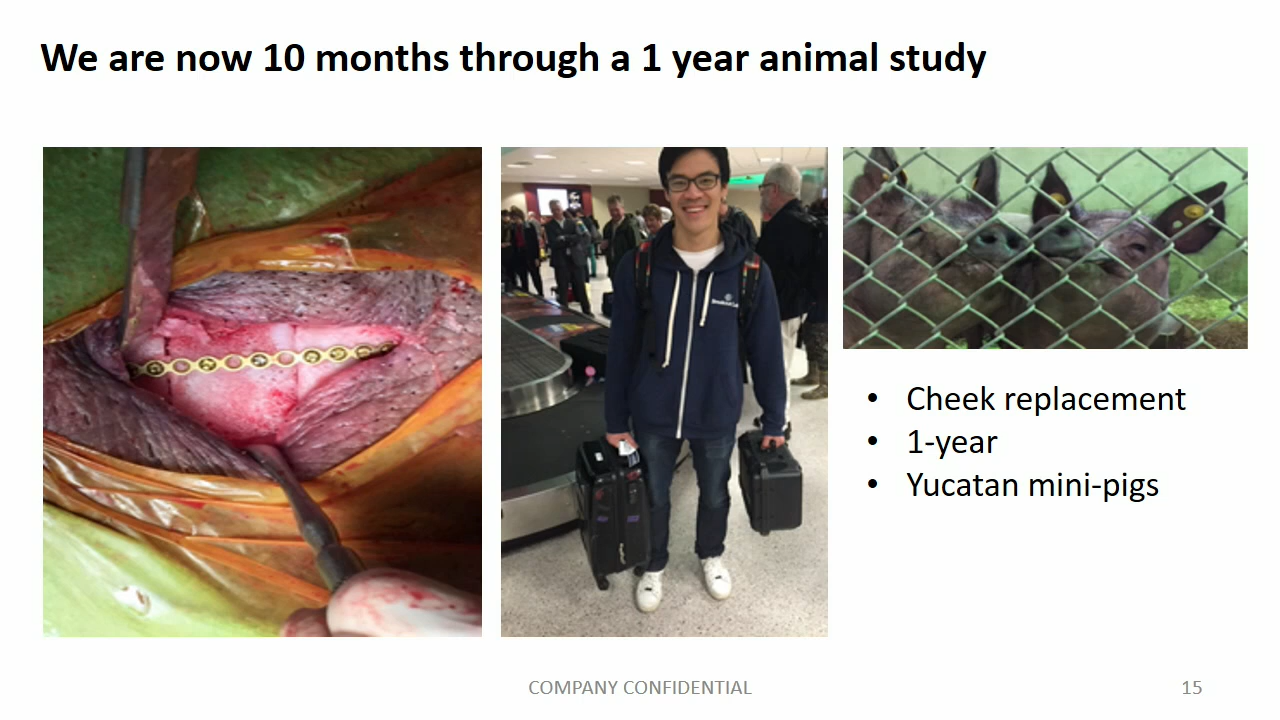 We are now 10 months through a 1 year animal study
• Cheek replacement
• 1-year
• Yucatan mini-pigs
COMPANY CONFIDENTIAL
15